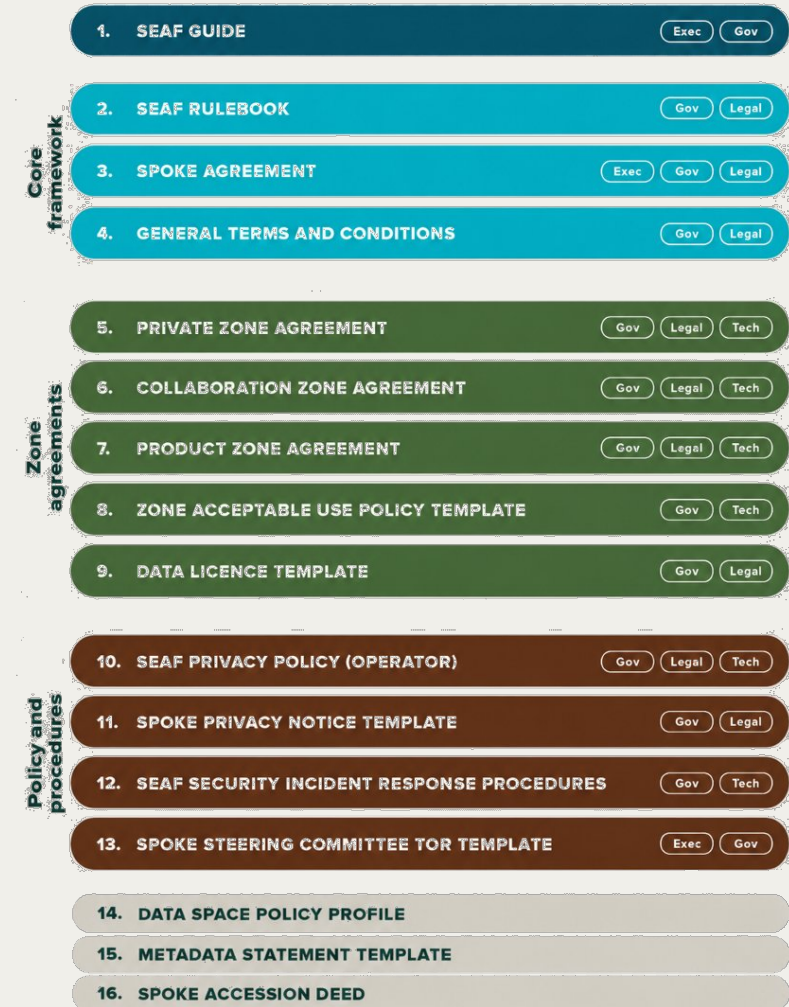 1. SEAF GUIDE Exec Gov
Core framework
2. SEAF RULEBOOK Gov Legal
3. SPOKE AGREEMENT Exec Gov Legal
4. GENERAL TERMS AND CONDITIONS Gov Legal
Zone agreements
5. PRIVATE ZONE AGREEMENT Gov Legal Tech
6. COLLABORATION ZONE AGREEMENT Gov Legal Tech
7. PRODUCT ZONE AGREEMENT Gov Legal Tech
8. ZONE ACCEPTABLE USE POLICY TEMPLATE Gov Tech
9. DATA LICENCE TEMPLATE Gov Legal
Policy and procedures
10. SEAF PRIVACY POLICY (OPERATOR) Gov Legal Tech
11. SPOKE PRIVACY NOTICE TEMPLATE Gov Legal
12. SEAF SECURITY INCIDENT RESPONSE PROCEDURES Gov Tech
13. SPOKE STEERING COMMITTEE TOR TEMPLATE Exec Gov
14. DATA SPACE POLICY PROFILE
15. METADATA STATEMENT TEMPLATE
16. SPOKE ACCESSION DEED